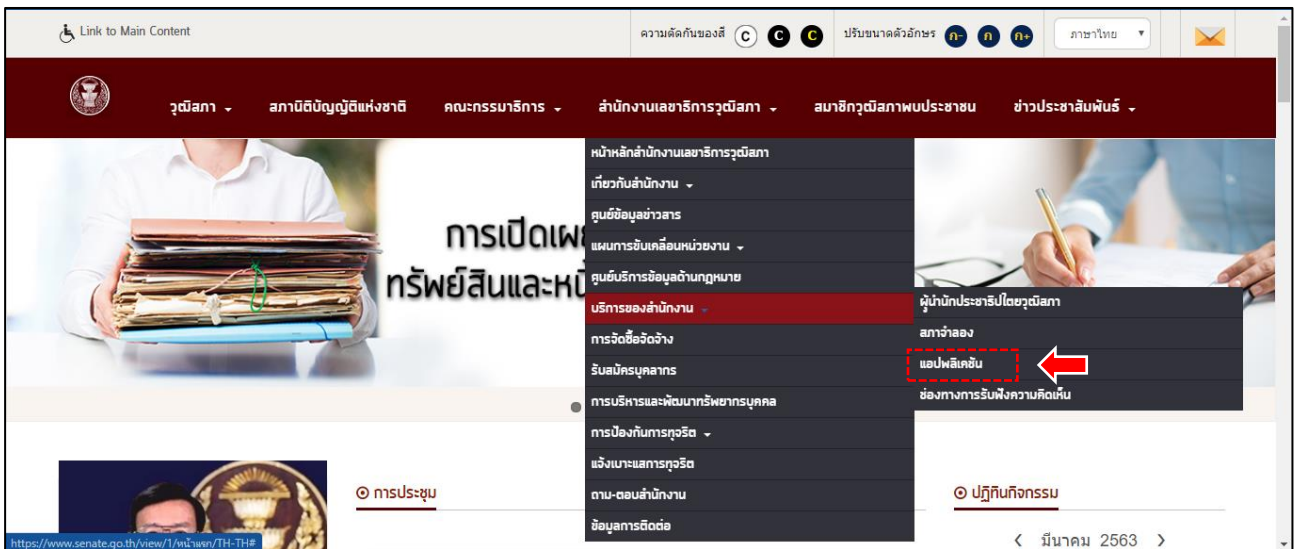 Link to Main Content
ความตัดกันของสี C C C ปรับขนาดตัวอักษร ก- ก ก+ ภาษาไทย
วุฒิสภา สภานิติบัญญัติแห่งชาติ คณะกรรมาธิการ สำนักงานเลขาธิการวุฒิสภา สมาชิกวุฒิสภาพบประชาชน ข่าวประชาสัมพันธ์
หน้าหลักสำนักงานเลขาธิการวุฒิสภา
เกี่ยวกับสำนักงาน
ศูนย์ข้อมูลข่าวสาร
แผนการขับเคลื่อนหน่วยงาน
ศูนย์บริการข้อมูลด้านกฎหมาย
บริการของสำนักงาน
การจัดซื้อจัดจ้าง
รับสมัครบุคลากร
การบริหารและพัฒนาทรัพยากรบุคคล
การป้องกันการทุจริต
แจ้งเบาะแสการทุจริต
ถาม-ตอบสำนักงาน
ข้อมูลการติดต่อ
ผู้นำนักประชาธิปไตยวุฒิสภา
สภาจำลอง
แอปพลิเคชัน
ช่องทางการรับฟังความคิดเห็น
การเปิดเผ
ทรัพย์สินและหนี
การประชุม
ปฏิทินกิจกรรม
มีนาคม 2563
https://www.senate.go.th/view/1/หน้าแรก/TH-TH#